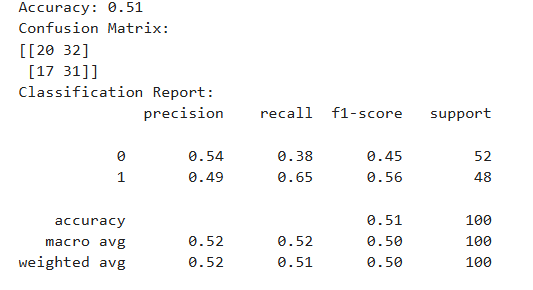 Accuracy: 0.51
Confusion Matrix:
[[20 32]
 [17 31]]
Classification Report:
              precision    recall  f1-score   support

           0       0.54      0.38      0.45        52
           1       0.49      0.65      0.56        48

    accuracy                           0.51       100
   macro avg       0.52      0.52      0.50       100
weighted avg       0.52      0.51      0.50       100